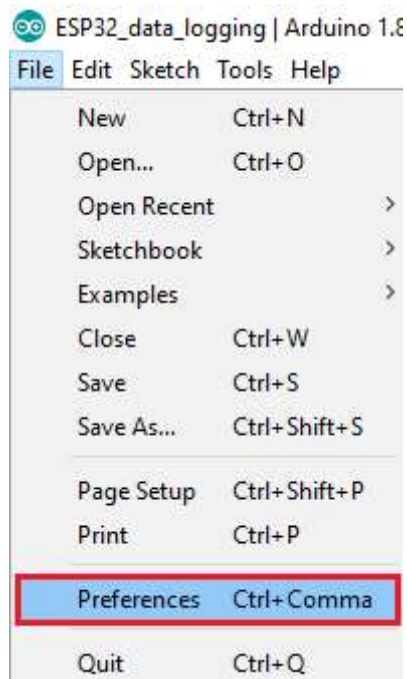 ESP32_data_logging | Arduino 1.8
File Edit Sketch Tools Help
New Ctrl+N
Open... Ctrl+O
Open Recent >
Sketchbook >
Examples >
Close Ctrl+W
Save Ctrl+S
Save As... Ctrl+Shift+S
Page Setup Ctrl+Shift+P
Print Ctrl+P
Preferences Ctrl+Comma
Quit Ctrl+Q